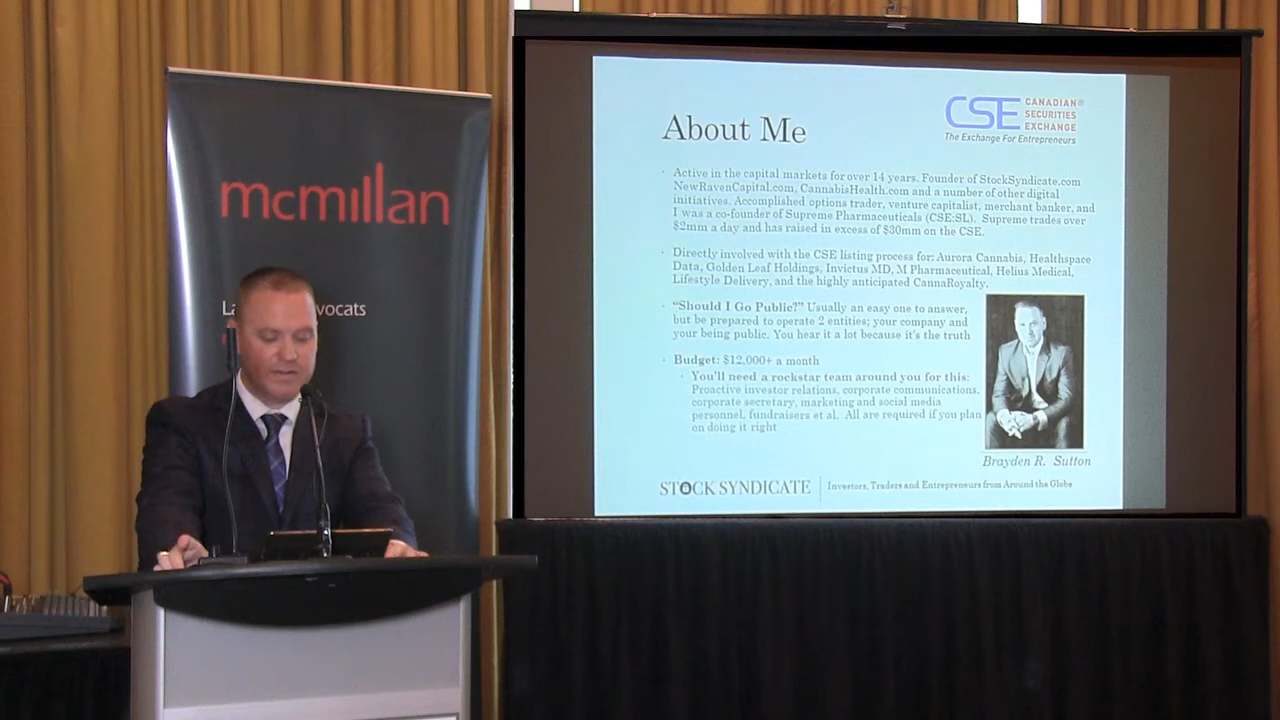 mcmillan
La
vocats
About Me
CSE CANADIAN®
SECURITIES
EXCHANGE
The Exchange For Entrepreneurs
· Active in the capital markets for over 14 years. Founder of StockSyndicate.com
NewRavenCapital.com, CannabisHealth.com and a number of other digital
initiatives. Accomplished options trader, venture capitalist, merchant banker, and
I was a co-founder of Supreme Pharmaceuticals (CSE:SL). Supreme trades over
$2mm a day and has raised in excess of $30mm on the CSE.
· Directly involved with the CSE listing process for: Aurora Cannabis, Healthspace
Data, Golden Leaf Holdings, Invictus MD, M Pharmaceutical, Helius Medical,
Lifestyle Delivery, and the highly anticipated CannaRoyalty.
· “Should I Go Public?” Usually an easy one to answer,
but be prepared to operate 2 entities; your company and
your being public. You hear it a lot because it's the truth
· Budget: $12,000+ a month
· You'll need a rockstar team around you for this:
Proactive investor relations, corporate communications,
corporate secretary, marketing and social media
personnel, fundraisers et al. All are required if you plan
on doing it right
Brayden R. Sutton
STOCK SYNDICATE | Investors, Traders and Entrepreneurs from Around the Globe